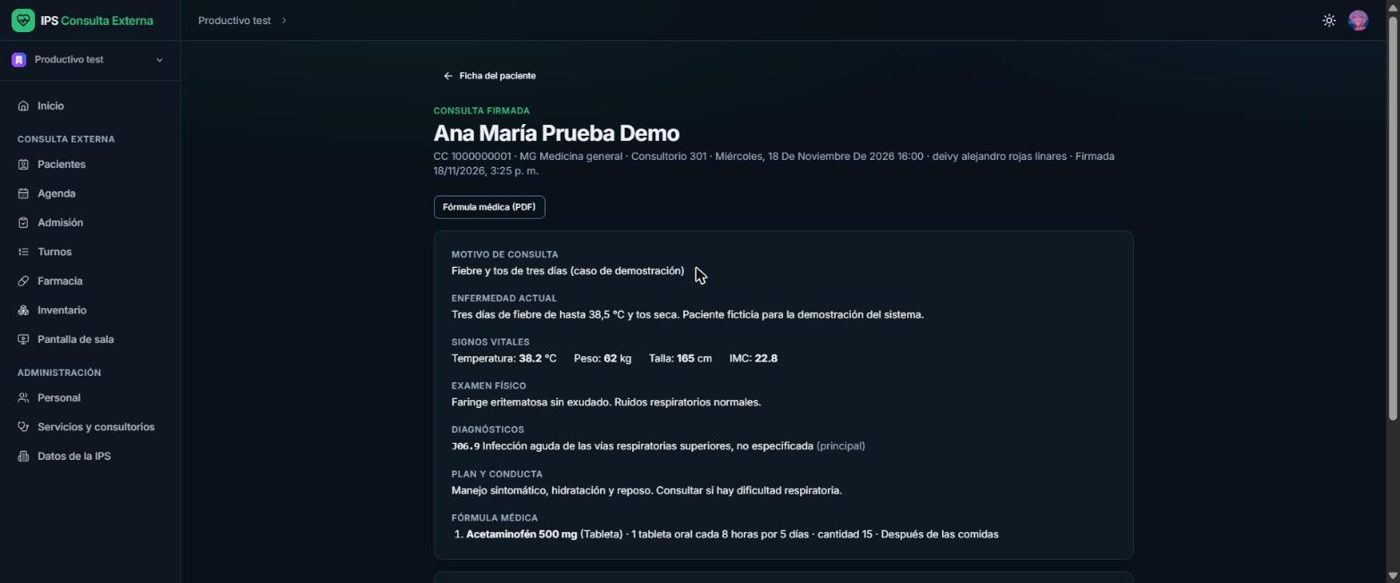 IPS Consulta Externa
Productivo test
Productivo test
Inicio
CONSULTA EXTERNA
Pacientes
Agenda
Admisión
Turnos
Farmacia
Inventario
Pantalla de sala
ADMINISTRACIÓN
Personal
Servicios y consultorios
Datos de la IPS
Ficha del paciente
CONSULTA FIRMADA
Ana María Prueba Demo
CC 1000000001 · MG Medicina general · Consultorio 301 · Miércoles, 18 De Noviembre De 2026 16:00 · deivy alejandro rojas linares · Firmada
18/11/2026, 3:25 p. m.
Fórmula médica (PDF)
MOTIVO DE CONSULTA
Fiebre y tos de tres días (caso de demostración)
ENFERMEDAD ACTUAL
Tres días de fiebre de hasta 38,5 °C y tos seca. Paciente ficticia para la demostración del sistema.
SIGNOS VITALES
Temperatura: 38.2 °C Peso: 62 kg Talla: 165 cm IMC: 22.8
EXAMEN FÍSICO
Faringe eritematosa sin exudado. Ruidos respiratorios normales.
DIAGNÓSTICOS
J06.9 Infección aguda de las vías respiratorias superiores, no especificada (principal)
PLAN Y CONDUCTA
Manejo sintomático, hidratación y reposo. Consultar si hay dificultad respiratoria.
FÓRMULA MÉDICA
1. Acetaminofén 500 mg (Tableta) · 1 tableta oral cada 8 horas por 5 días · cantidad 15 · Después de las comidas